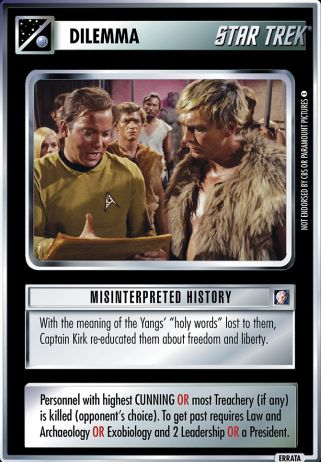 DILEMMA
STAR TREK®
NOT ENDORSED BY CBS OR PARAMOUNT PICTURES
MISINTERPRETED HISTORY
With the meaning of the Yangs' "holy words" lost to them,
Captain Kirk re-educated them about freedom and liberty.
Personnel with highest CUNNING OR most Treachery (if any)
is killed (opponent's choice). To get past requires Law and
Archaeology OR Exobiology and 2 Leadership OR a President.
ERRATA